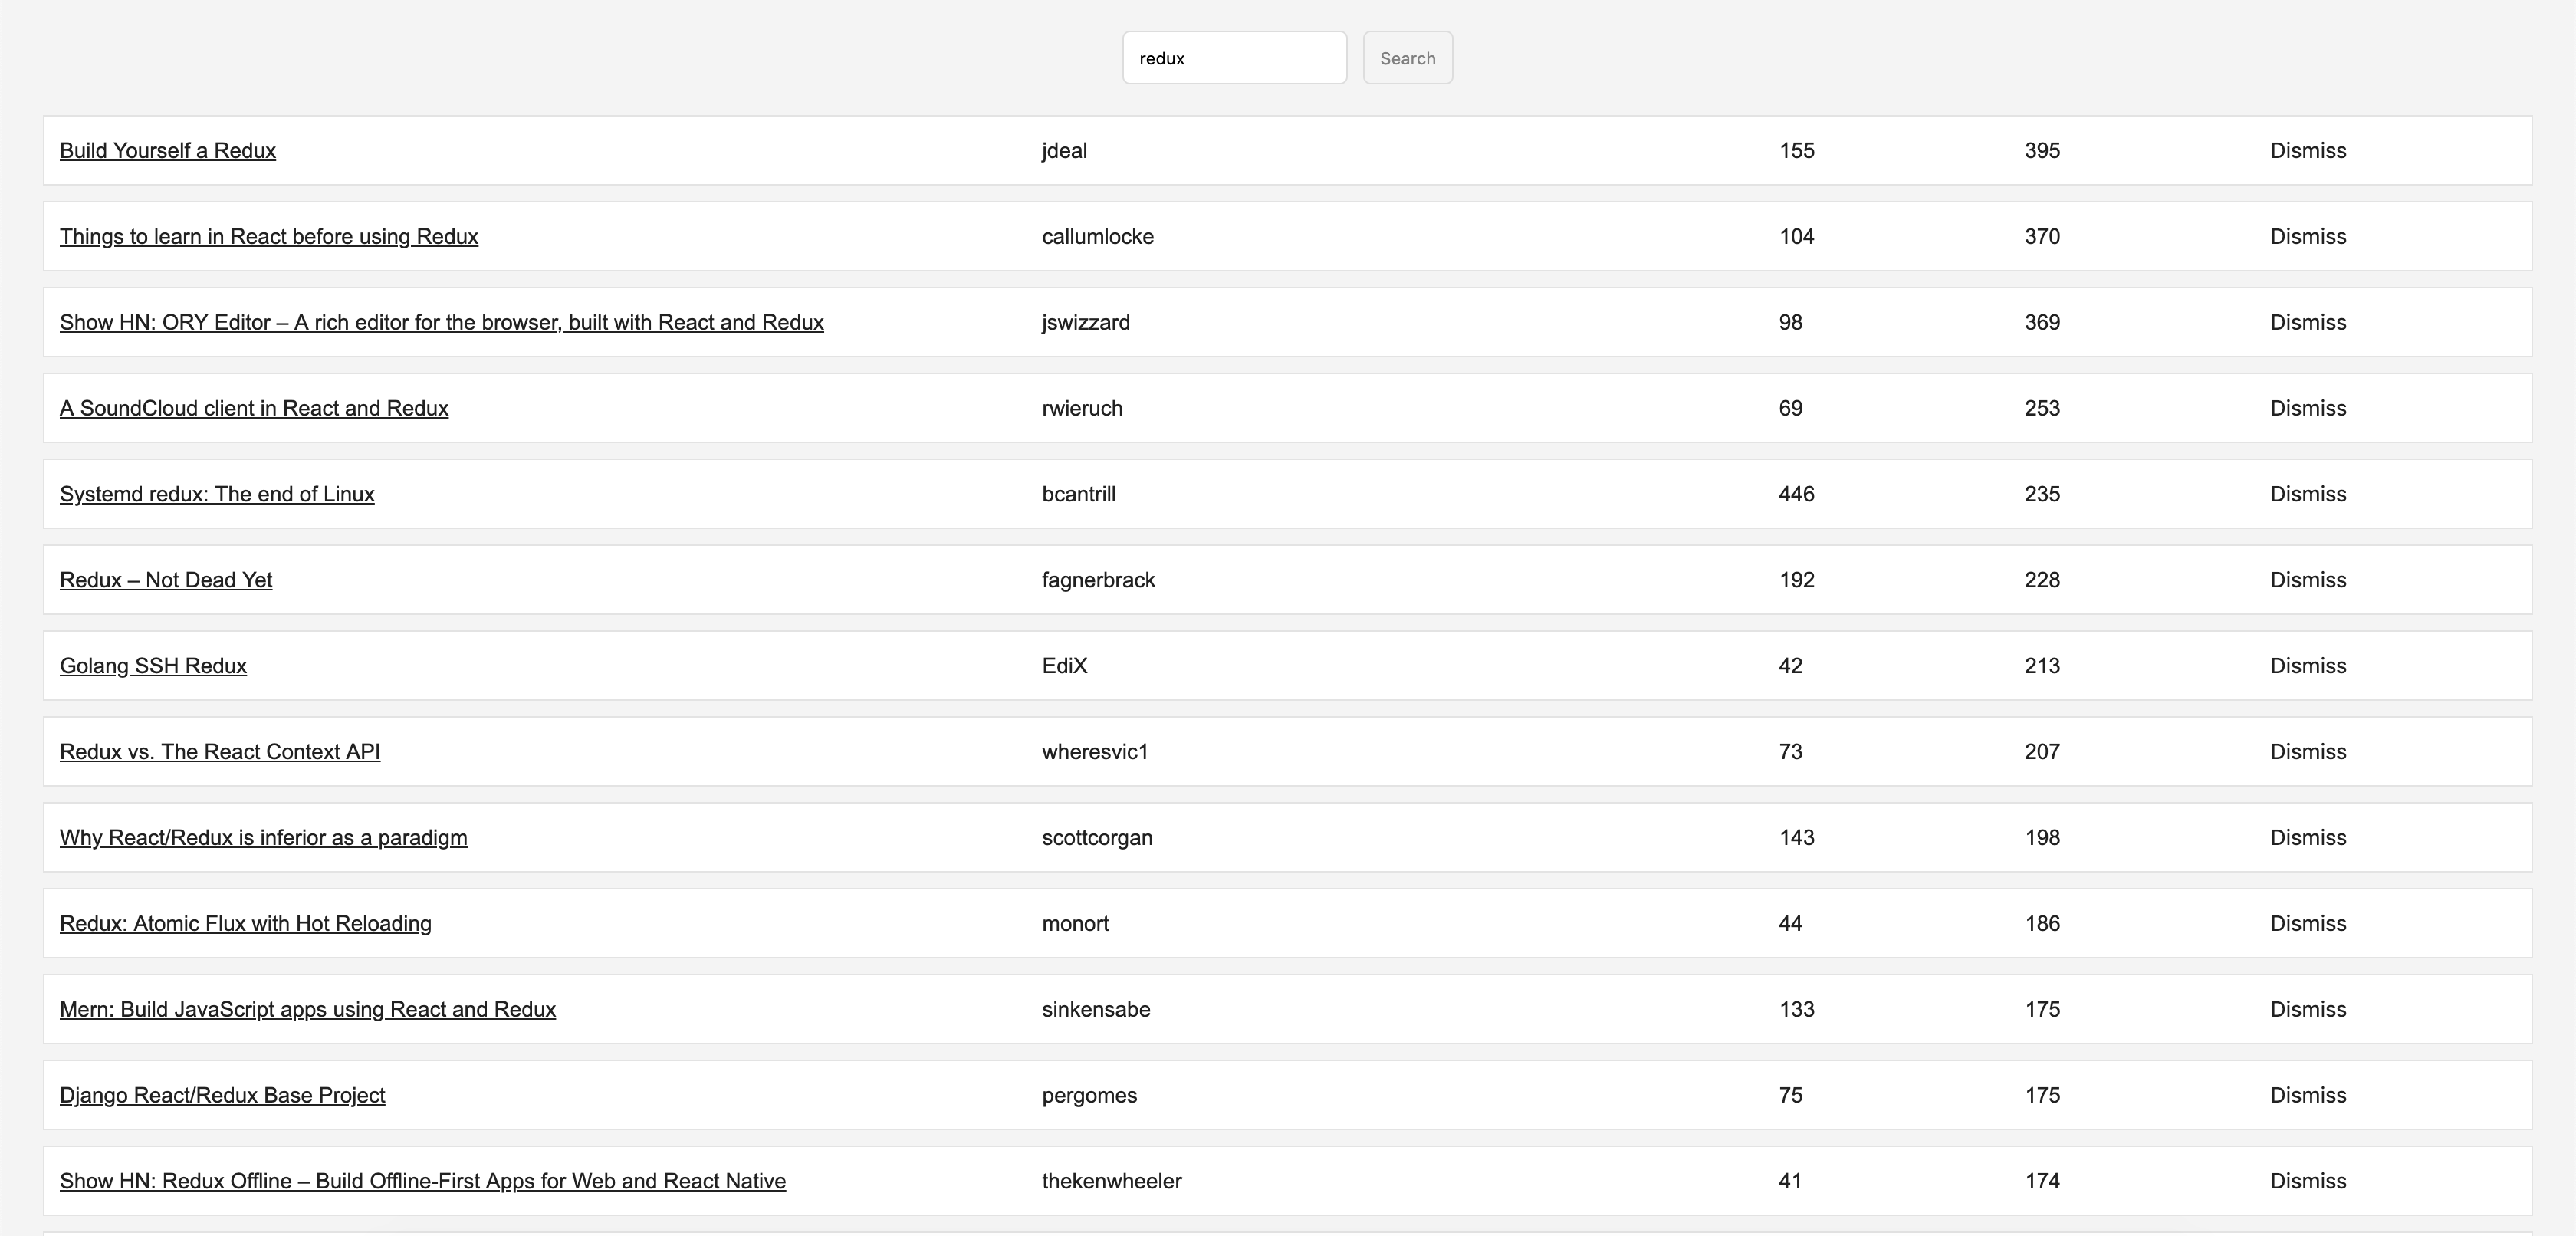 redux Search
Build Yourself a Redux jdeal 155 395 Dismiss
Things to learn in React before using Redux callumlocke 104 370 Dismiss
Show HN: ORY Editor – A rich editor for the browser, built with React and Redux jswizzard 98 369 Dismiss
A SoundCloud client in React and Redux rwieruch 69 253 Dismiss
Systemd redux: The end of Linux bcantrill 446 235 Dismiss
Redux – Not Dead Yet fagnerbrack 192 228 Dismiss
Golang SSH Redux EdiX 42 213 Dismiss
Redux vs. The React Context API wheresvic1 73 207 Dismiss
Why React/Redux is inferior as a paradigm scottcorgan 143 198 Dismiss
Redux: Atomic Flux with Hot Reloading monort 44 186 Dismiss
Mern: Build JavaScript apps using React and Redux sinkensabe 133 175 Dismiss
Django React/Redux Base Project pergomes 75 175 Dismiss
Show HN: Redux Offline – Build Offline-First Apps for Web and React Native thekenwheeler 41 174 Dismiss